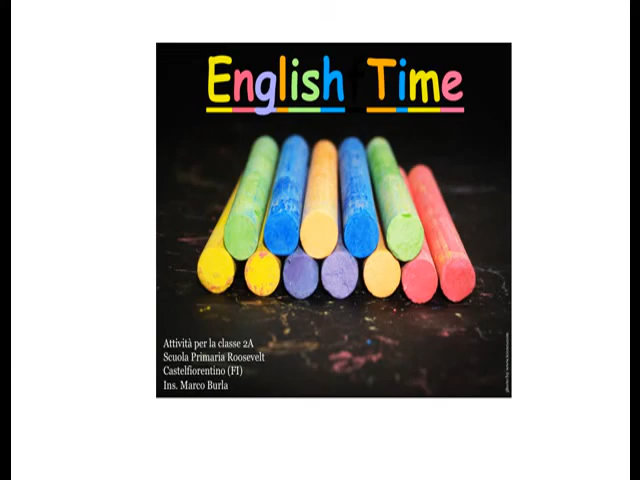 English Time
Attività per la classe 2A
Scuola Primaria Roosevelt
Castelfiorentino (FI)
Ins. Marco Burla